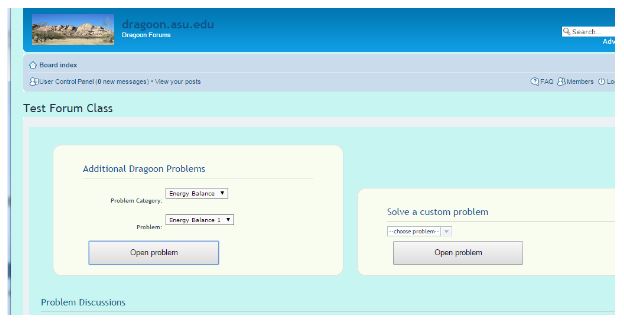 dragoon.asu.edu
Dragoon Forums
Search
Board index
User Control Panel (0 new messages) • View your posts
FAQ Members
Test Forum Class
Additional Dragoon Problems
Problem Category: Energy Balance
Problem: Energy Balance 1
Open problem
Solve a custom problem
--choose problem--
Open problem
Problem Discussions